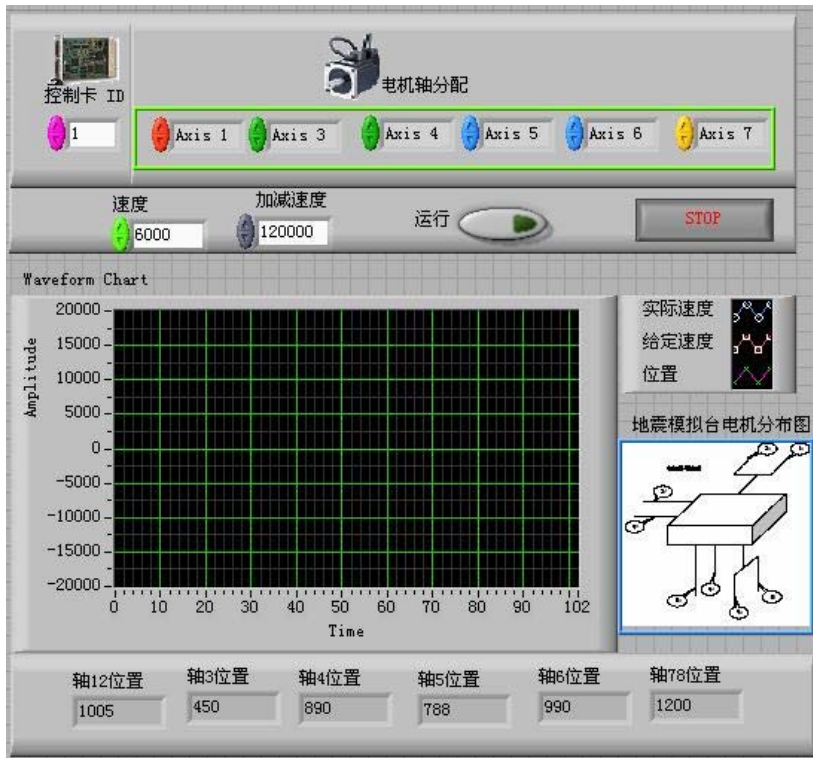 电机轴分配
控制卡 ID
1
Axis 1 Axis 3 Axis 4 Axis 5 Axis 6 Axis 7
速度 加减速度 运行 STOP
6000 120000
Waveform Chart
20000
15000
10000
5000
0
-5000
-10000
-15000
-20000
Amplitude
0 10 20 30 40 50 60 70 80 90 102
Time
实际速度
给定速度
位置
地震模拟台电机分布图
轴12位置 轴3位置 轴4位置 轴5位置 轴6位置 轴78位置
1005 450 890 788 990 1200